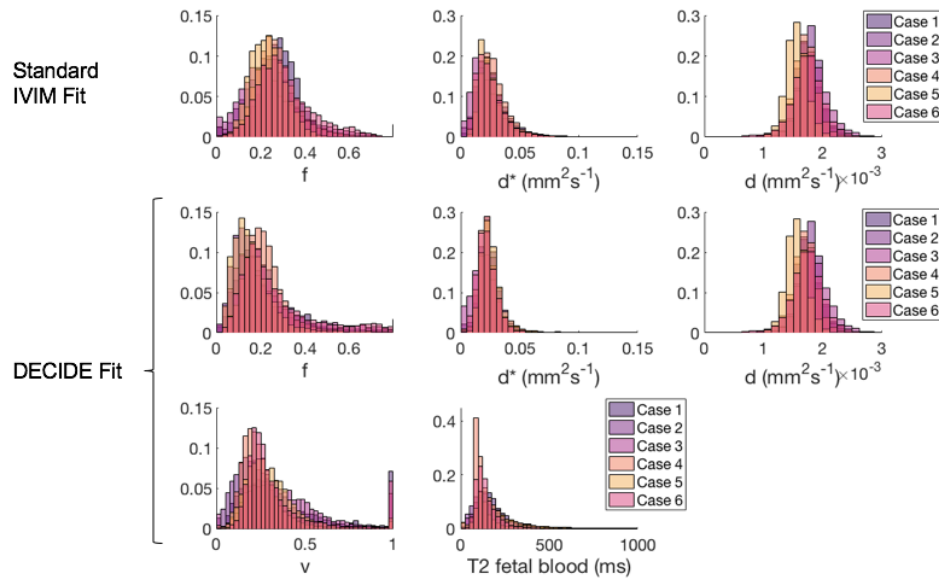 Standard
IVIM Fit
0.15
0.1
0.05
0
0 0.2 0.4 0.6
f
0.3
0.2
0.1
0
0 0.05 0.1 0.15
d* (mm²s⁻¹)
0.3
0.2
0.1
0
0 1 2 3
d (mm²s⁻¹) ×10⁻³
Case 1
Case 2
Case 3
Case 4
Case 5
Case 6
DECIDE Fit
0.15
0.1
0.05
0
0 0.2 0.4 0.6
f
0.3
0.2
0.1
0
0 0.05 0.1 0.15
d* (mm²s⁻¹)
0.3
0.2
0.1
0
0 1 2 3
d (mm²s⁻¹) ×10⁻³
Case 1
Case 2
Case 3
Case 4
Case 5
Case 6
0.15
0.1
0.05
0
0 0.5 1
v
0.4
0.2
0
0 500 1000
T2 fetal blood (ms)
Case 1
Case 2
Case 3
Case 4
Case 5
Case 6